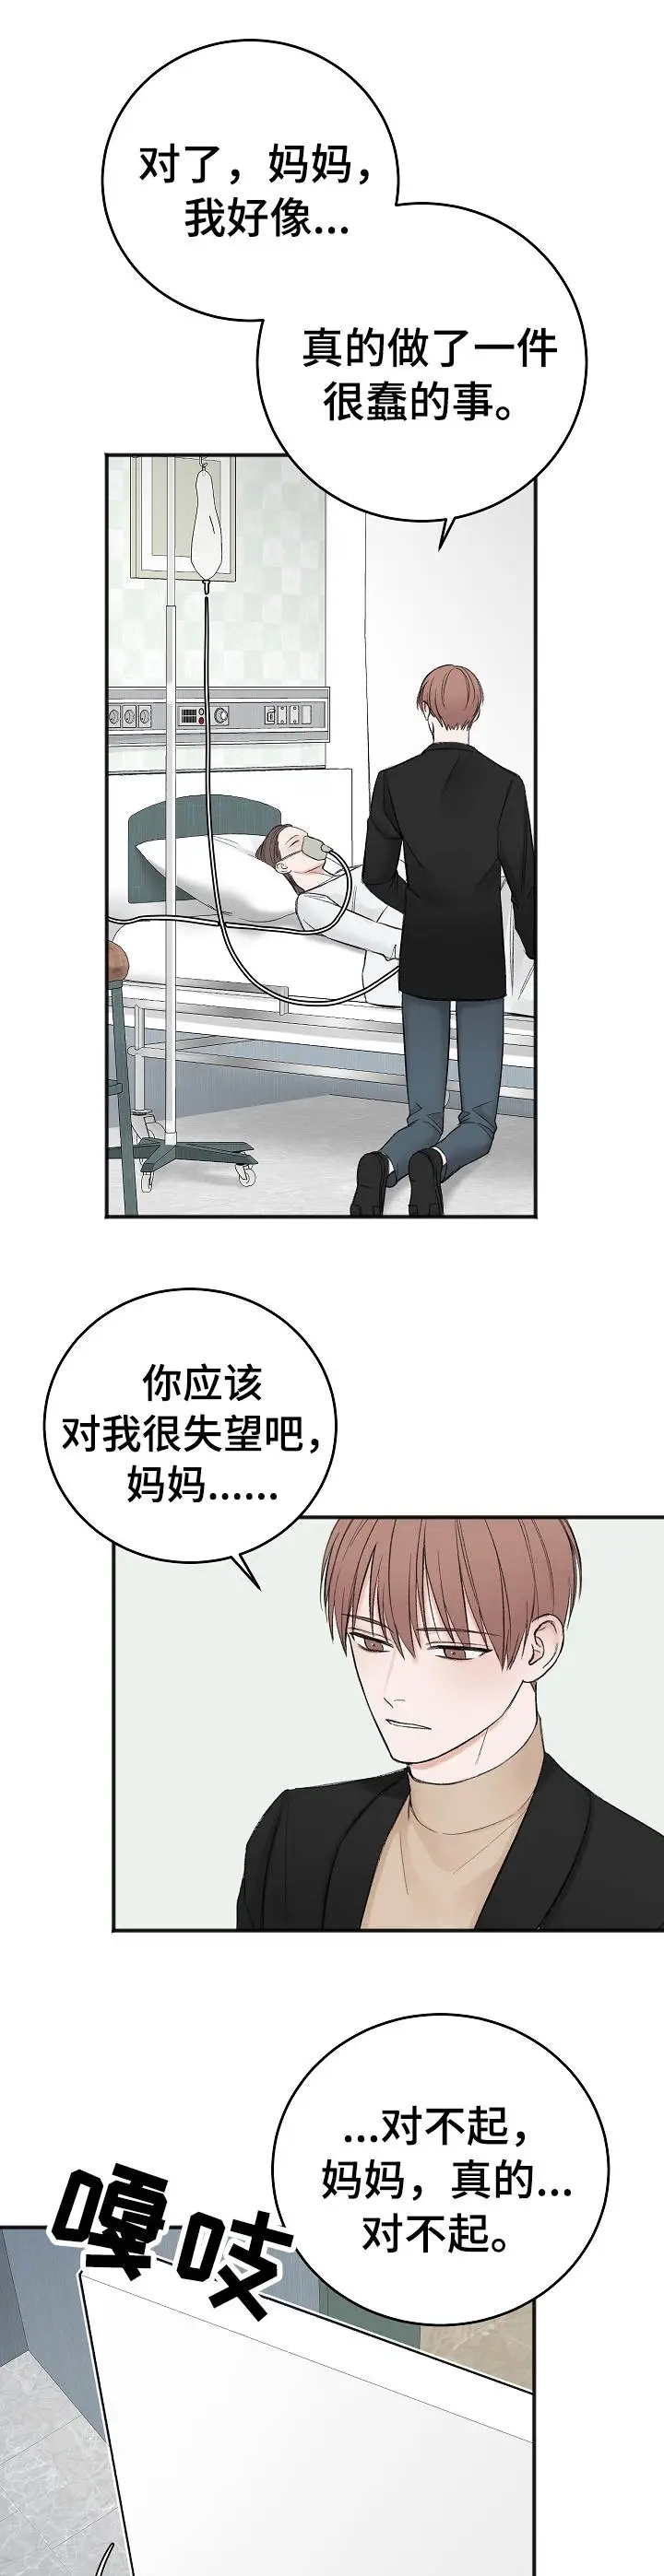 对了，妈妈，
我好像...
真的做了一件
很蠢的事。
你应该
对我很失望吧，
妈妈……
...对不起，
妈妈，真的...
对不起。
嘎吱